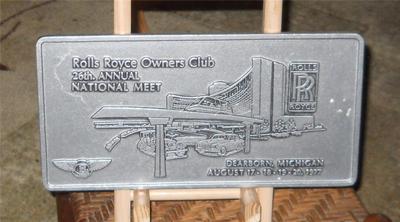 Rolls Royce Owners Club
26th. ANNUAL
NATIONAL MEET
ROLLS
RR
ROYCE
B
DEARBORN, MICHIGAN
AUGUST 17-18-19-20, 1977